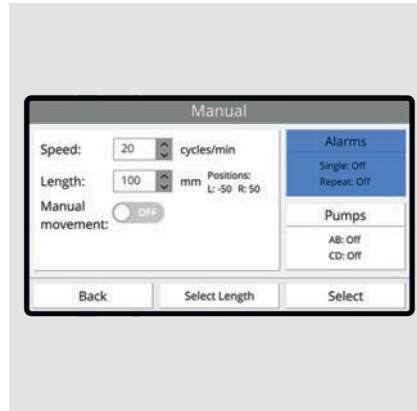 Manual
Speed: 20 cycles/min
Length: 100 mm Positions:
L: -50 R: 50
Manual
movement: OFF
Alarms
Single: Off
Repeat: Off
Pumps
AB: Off
CD: Off
Back Select Length Select